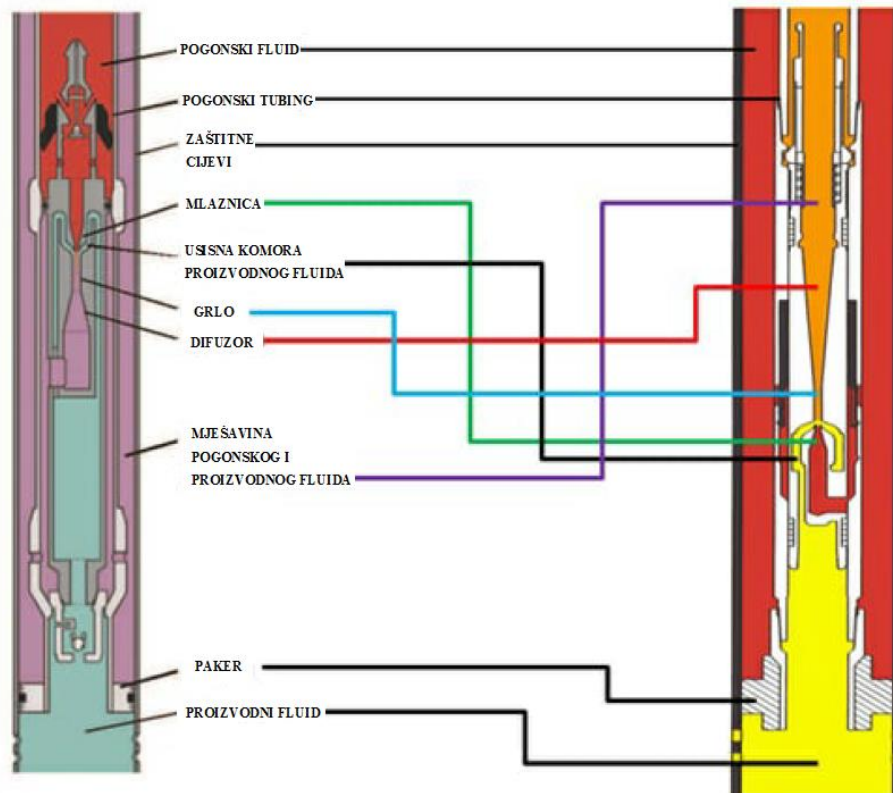 POGONSKI FLUID
POGONSKI TUBING
ZAŠTITNE
CIJEVI
MLAZNICA
USISNA KOMORA
PROIZVODNOG FLUIDA
GRLO
DIFUZOR
MJEŠAVINA
POGONSKOG I
PROIZVODNOG FLUIDA
PAKER
PROIZVODNI FLUID